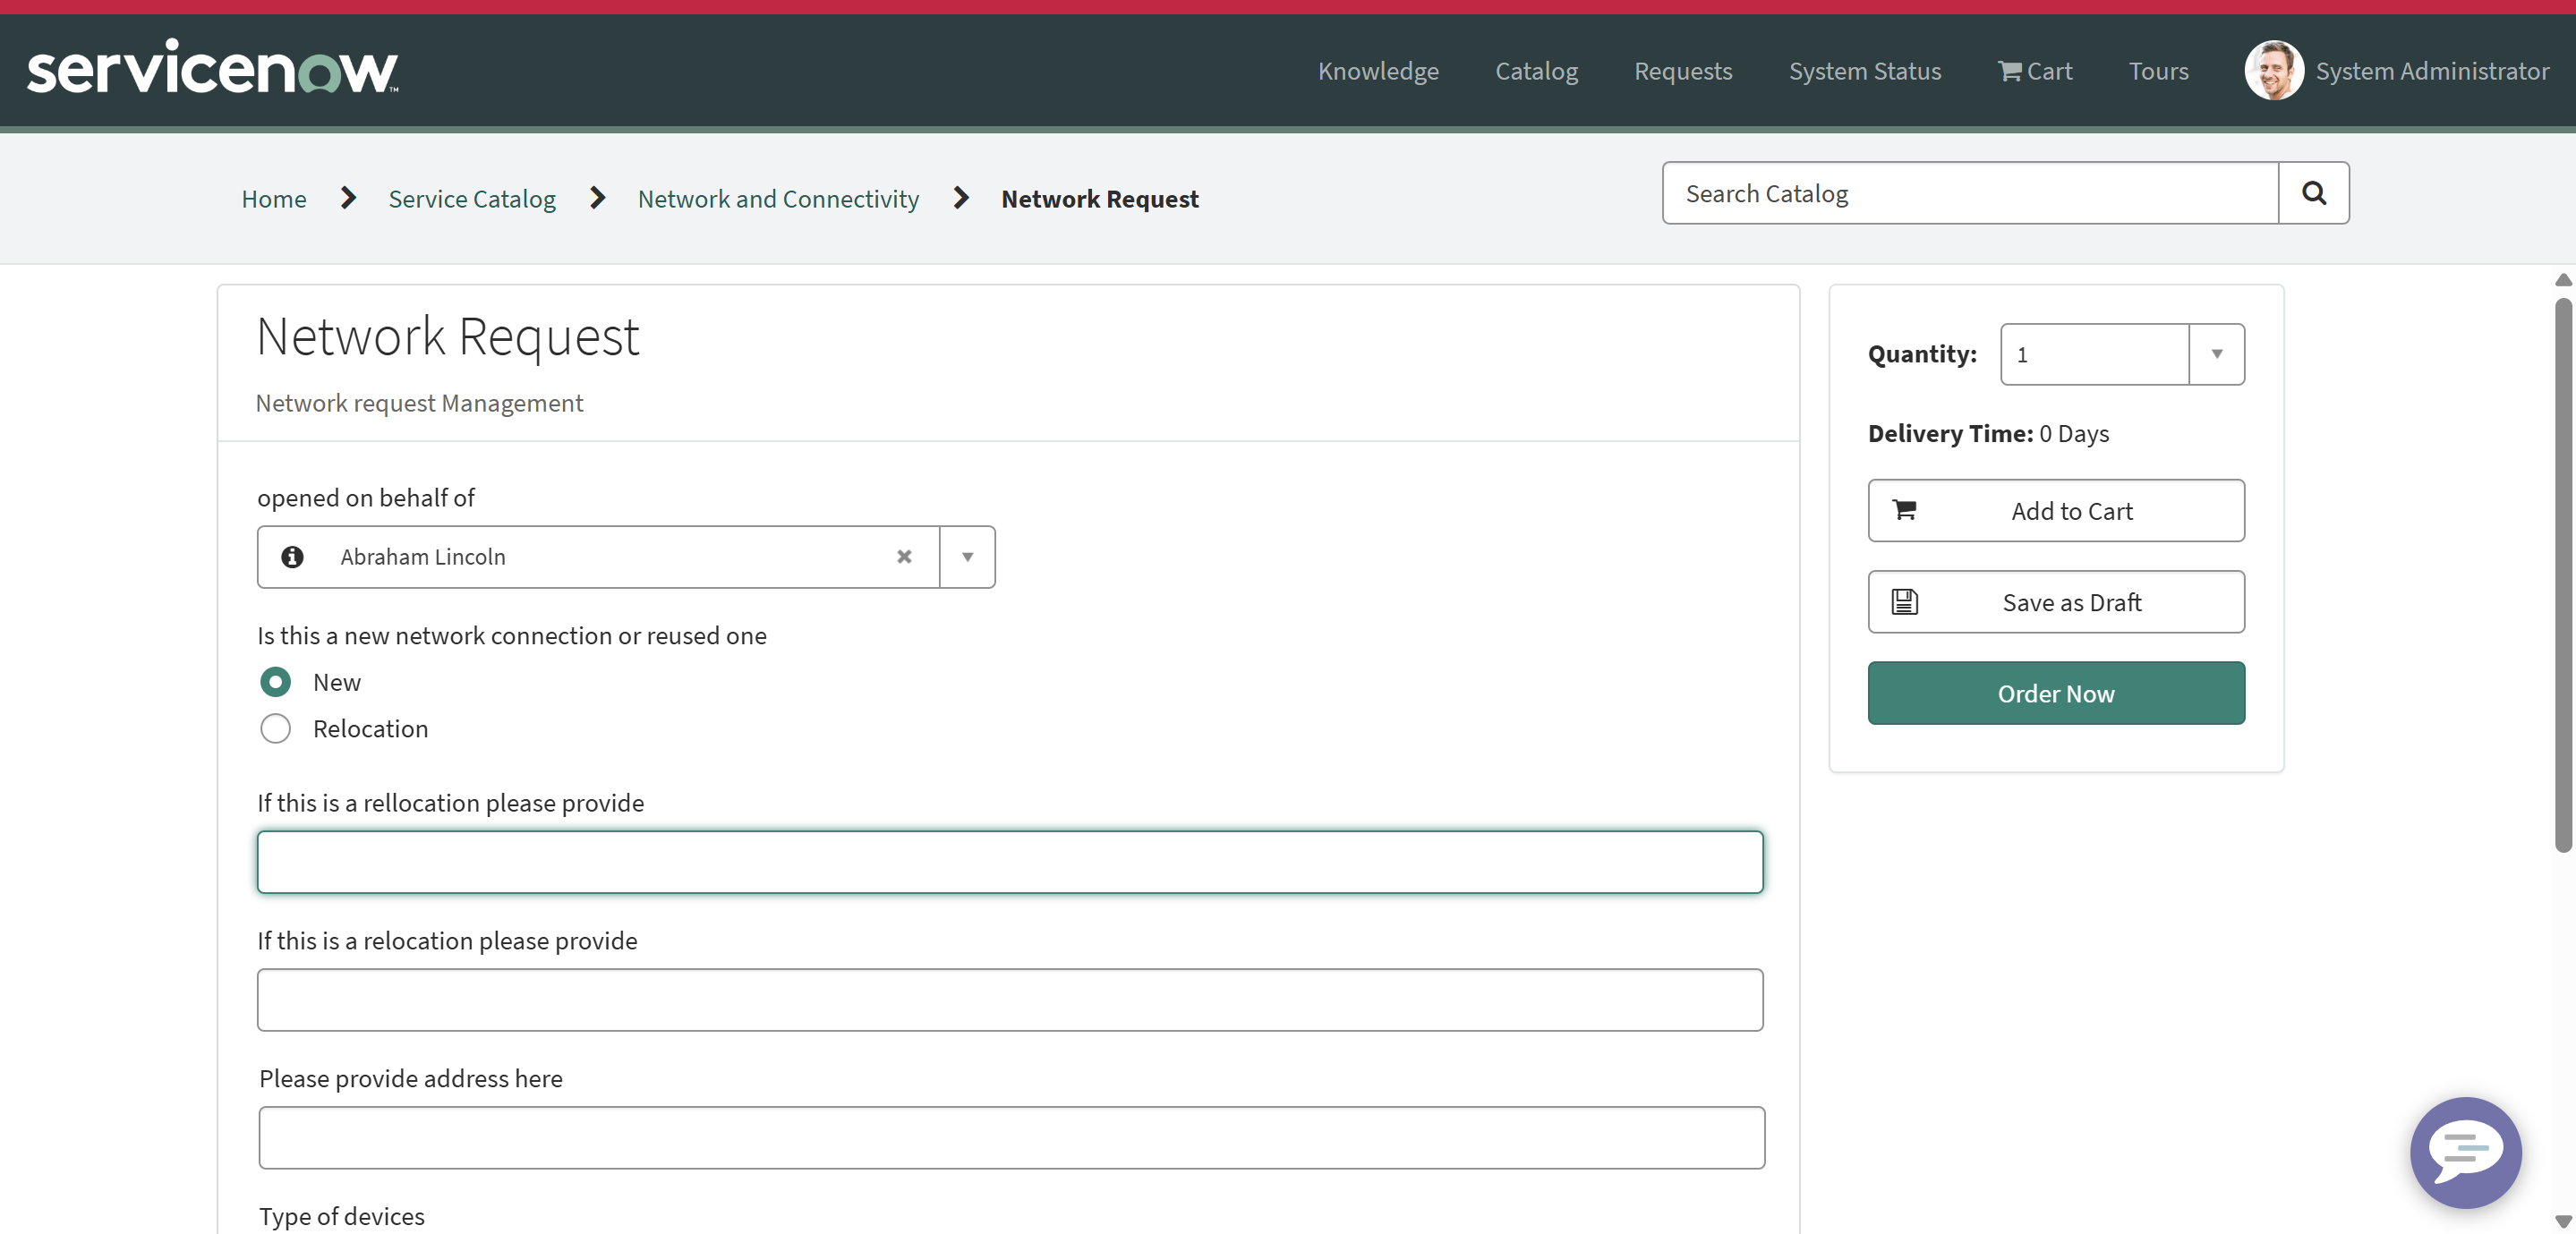 servicenow™
Knowledge
Catalog
Requests
System Status
Cart
Tours
System Administrator
Home
Service Catalog
Network and Connectivity
Network Request
Search Catalog
Network Request
Network request Management
opened on behalf of
Abraham Lincoln
Is this a new network connection or reused one
New
Relocation
If this is a rellocation please provide
If this is a relocation please provide
Please provide address here
Type of devices
Quantity: 1
Delivery Time: 0 Days
Add to Cart
Save as Draft
Order Now